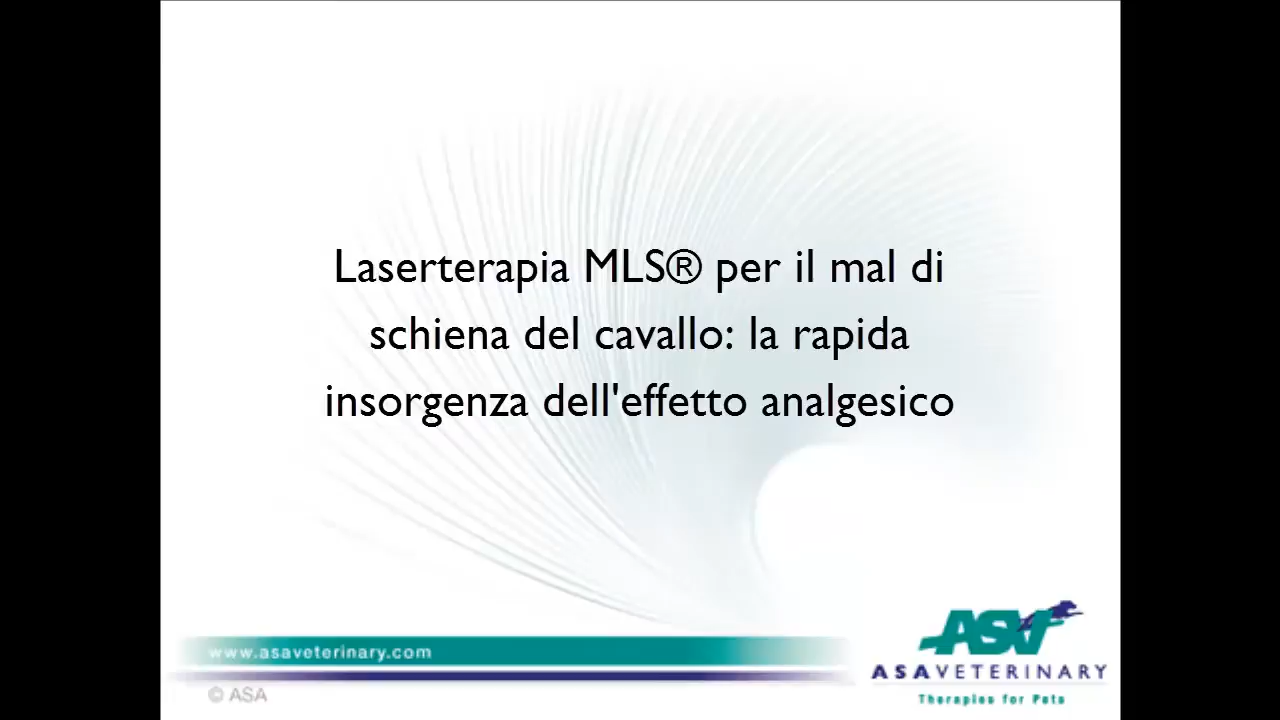 Laserterapia MLS® per il mal di
schiena del cavallo: la rapida
insorgenza dell'effetto analgesico
www.asaveterinary.com
© ASA
ASA
ASAVETERINARY
Therapies for Pets